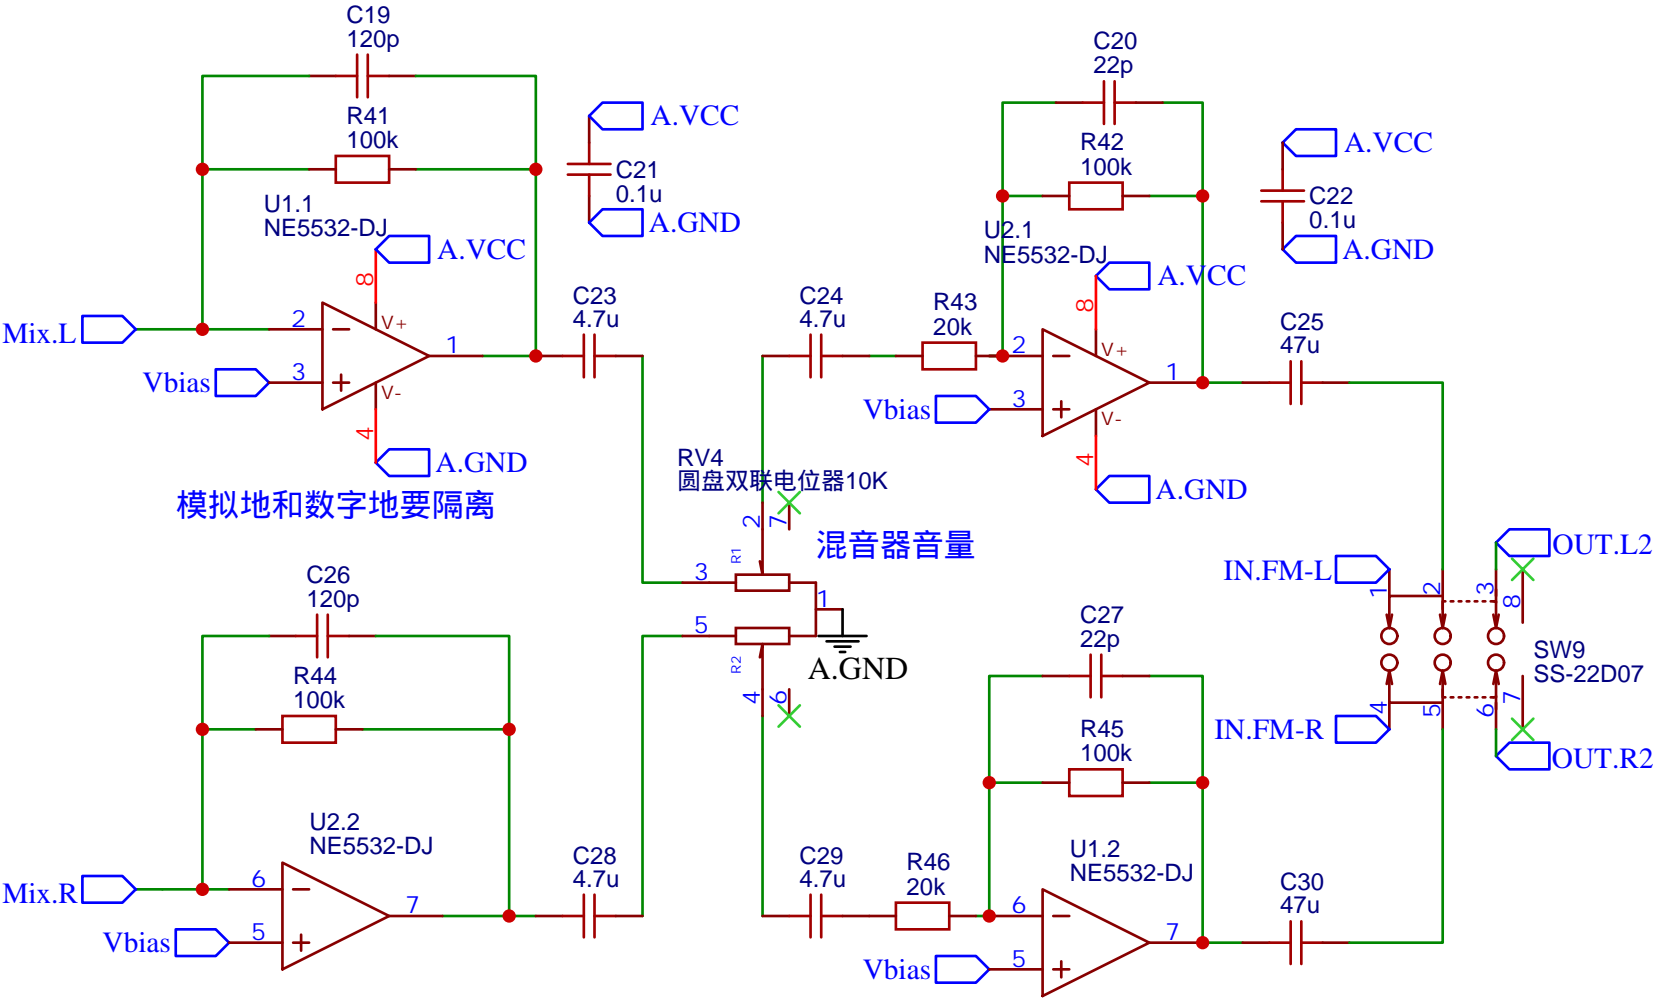 C19
120p
R41
100k
U1.1
NE5532-DJ
A.VCC
C21
0.1u
A.GND
A.VCC
8
V+
Mix.L
2
1
Vbias
3
V-
4
A.GND
模拟地和数字地要隔离
C23
4.7u
C20
22p
R42
100k
U2.1
NE5532-DJ
A.VCC
C22
0.1u
A.GND
A.VCC
8
V+
C24
4.7u
R43
20k
2
1
Vbias
3
V-
4
A.GND
C25
47u
RV4
圆盘双联电位器10K
2
7
混音器音量
R1
3
1
5
R2
A.GND
4
6
C26
120p
R44
100k
U2.2
NE5532-DJ
Mix.R
6
7
Vbias
5
C28
4.7u
C27
22p
R45
100k
U1.2
NE5532-DJ
C29
4.7u
R46
20k
6
7
Vbias
5
C30
47u
IN.FM-L
OUT.L2
1
2
3
8
SW9
SS-22D07
4
5
6
7
IN.FM-R
OUT.R2